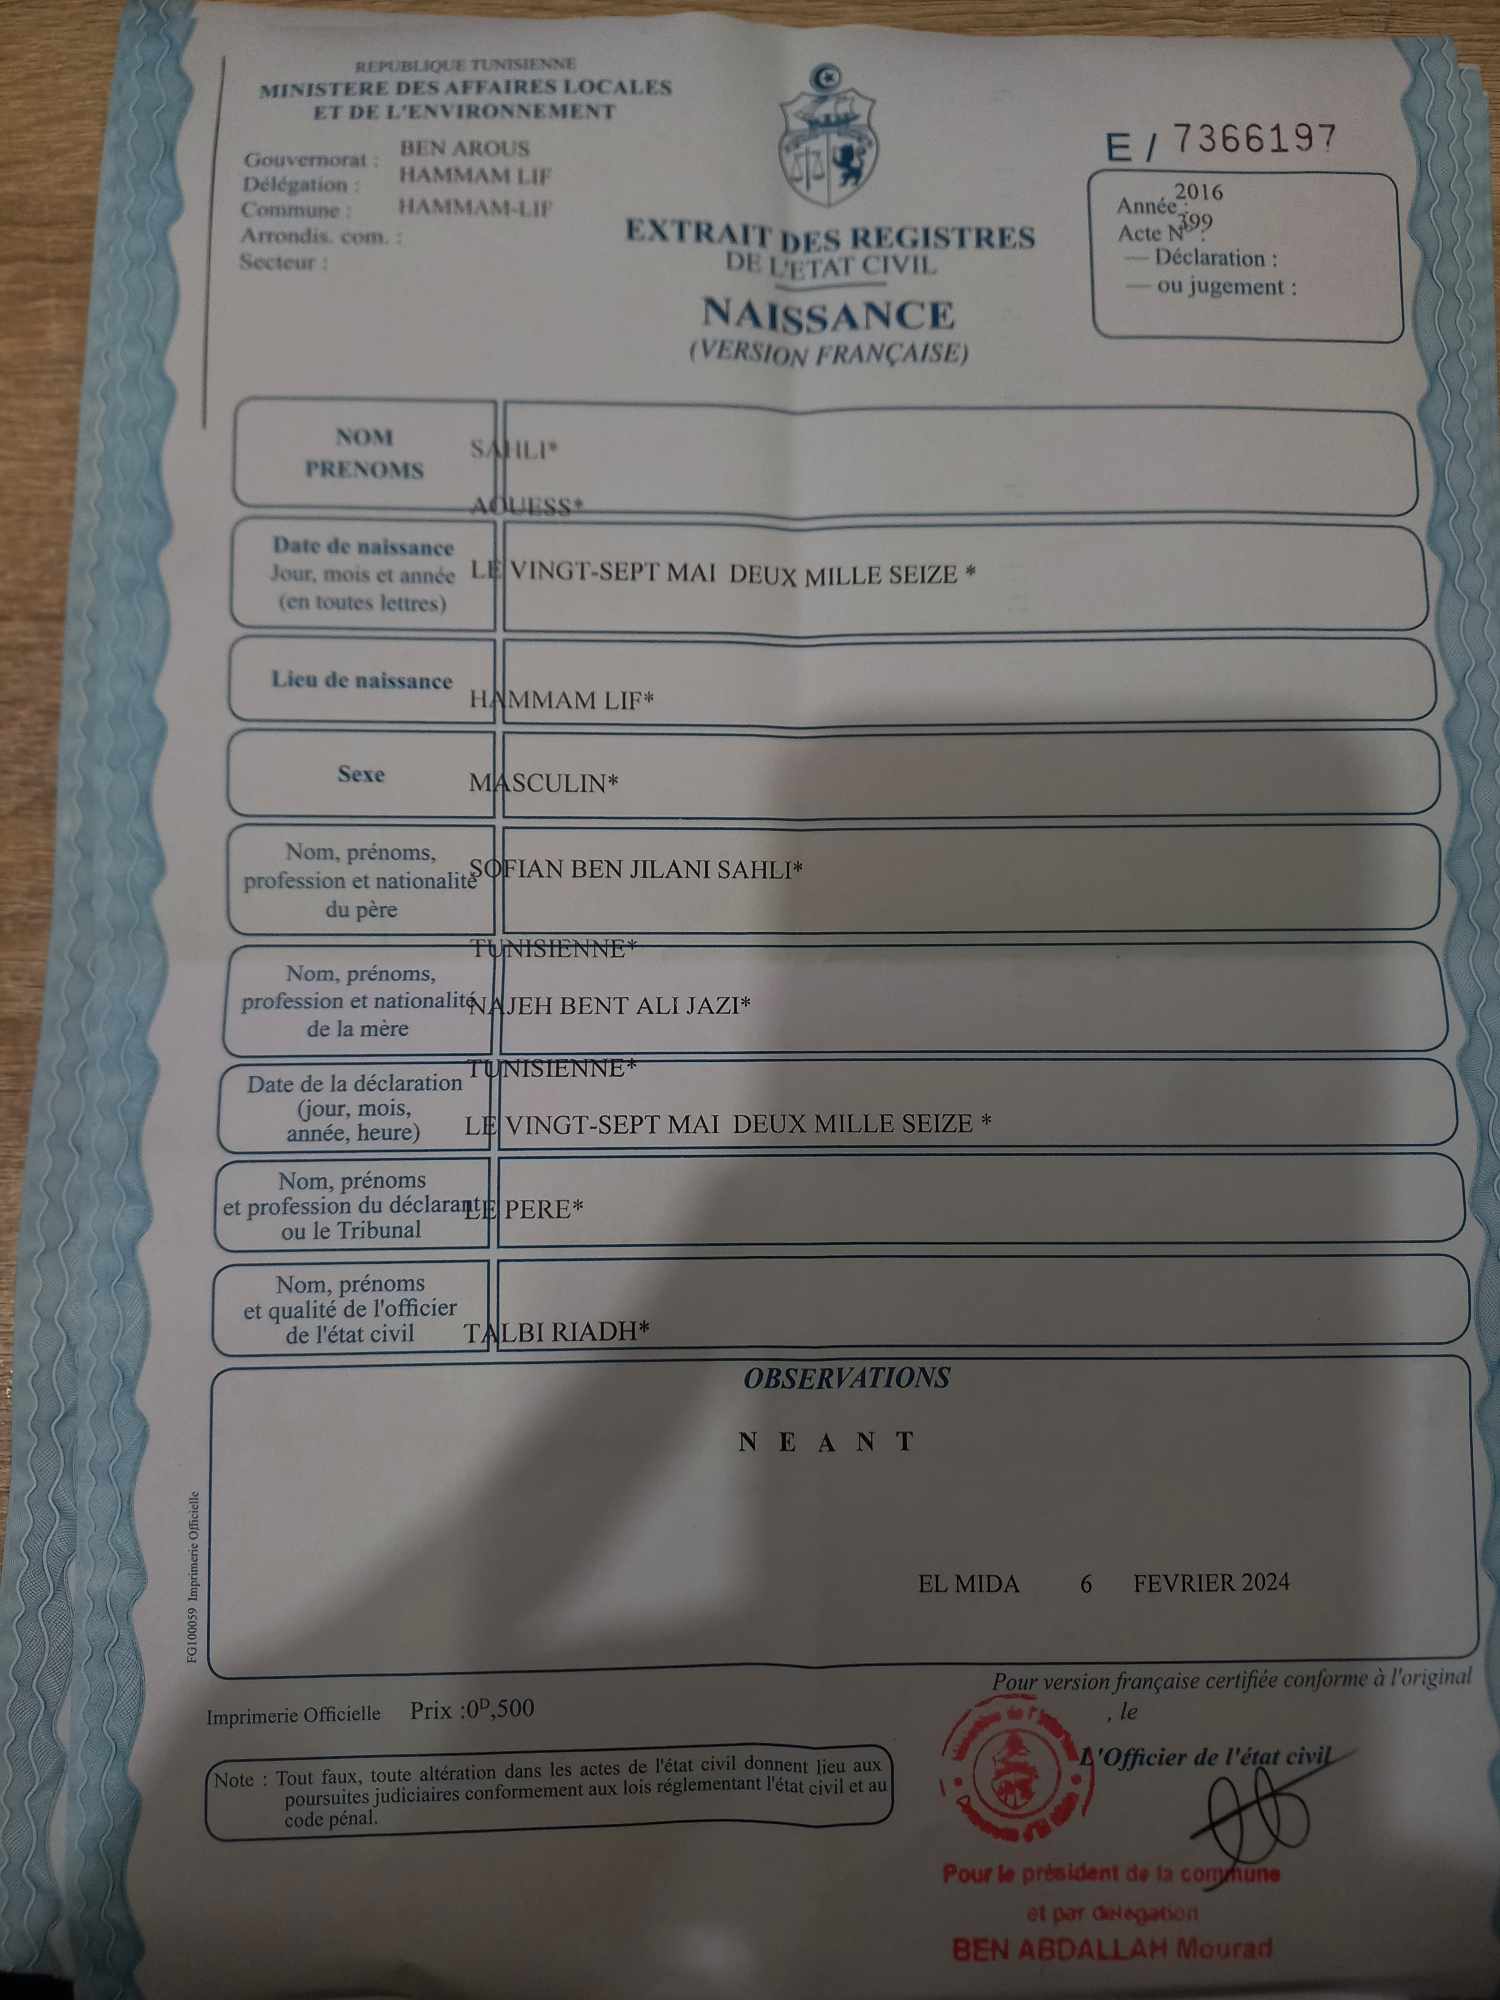 REPUBLIQUE TUNISIENNE
MINISTERE DES AFFAIRES LOCALES
ET DE L'ENVIRONNEMENT
Gouvernorat : BEN AROUS
Délégation : HAMMAM LIF
Commune : HAMMAM-LIF
Arrondis. com. :
Secteur :
EXTRAIT DES REGISTRES
DE L'ETAT CIVIL
NAISSANCE
(VERSION FRANÇAISE)
E / 7366197
Année : 2016
Acte N° : 399
— Déclaration :
— ou jugement :
NOM
PRENOMS
SAHLI*
AOUESS*
Date de naissance
Jour, mois et année
(en toutes lettres)
LE VINGT-SEPT MAI DEUX MILLE SEIZE *
Lieu de naissance
HAMMAM LIF*
Sexe
MASCULIN*
Nom, prénoms,
profession et nationalité
du père
SOFIAN BEN JILANI SAHLI*
TUNISIENNE*
Nom, prénoms,
profession et nationalité
de la mère
NAJEH BENT ALI JAZI*
TUNISIENNE*
Date de la déclaration
(jour, mois,
année, heure)
LE VINGT-SEPT MAI DEUX MILLE SEIZE *
Nom, prénoms
et profession du déclarant
ou le Tribunal
LE PERE*
Nom, prénoms
et qualité de l'officier
de l'état civil
TALBI RIADH*
OBSERVATIONS
N E A N T
EL MIDA 6 FEVRIER 2024
FG100059 Imprimerie Officielle
Pour version française certifiée conforme à l'original
, le
Imprimerie Officielle Prix :0D,500
L'Officier de l'état civil
Note : Tout faux, toute altération dans les actes de l'état civil donnent lieu aux
poursuites judiciaires conformement aux lois réglementant l'état civil et au
code pénal.
Pour le président de la commune
et par délégation
BEN ABDALLAH Mourad